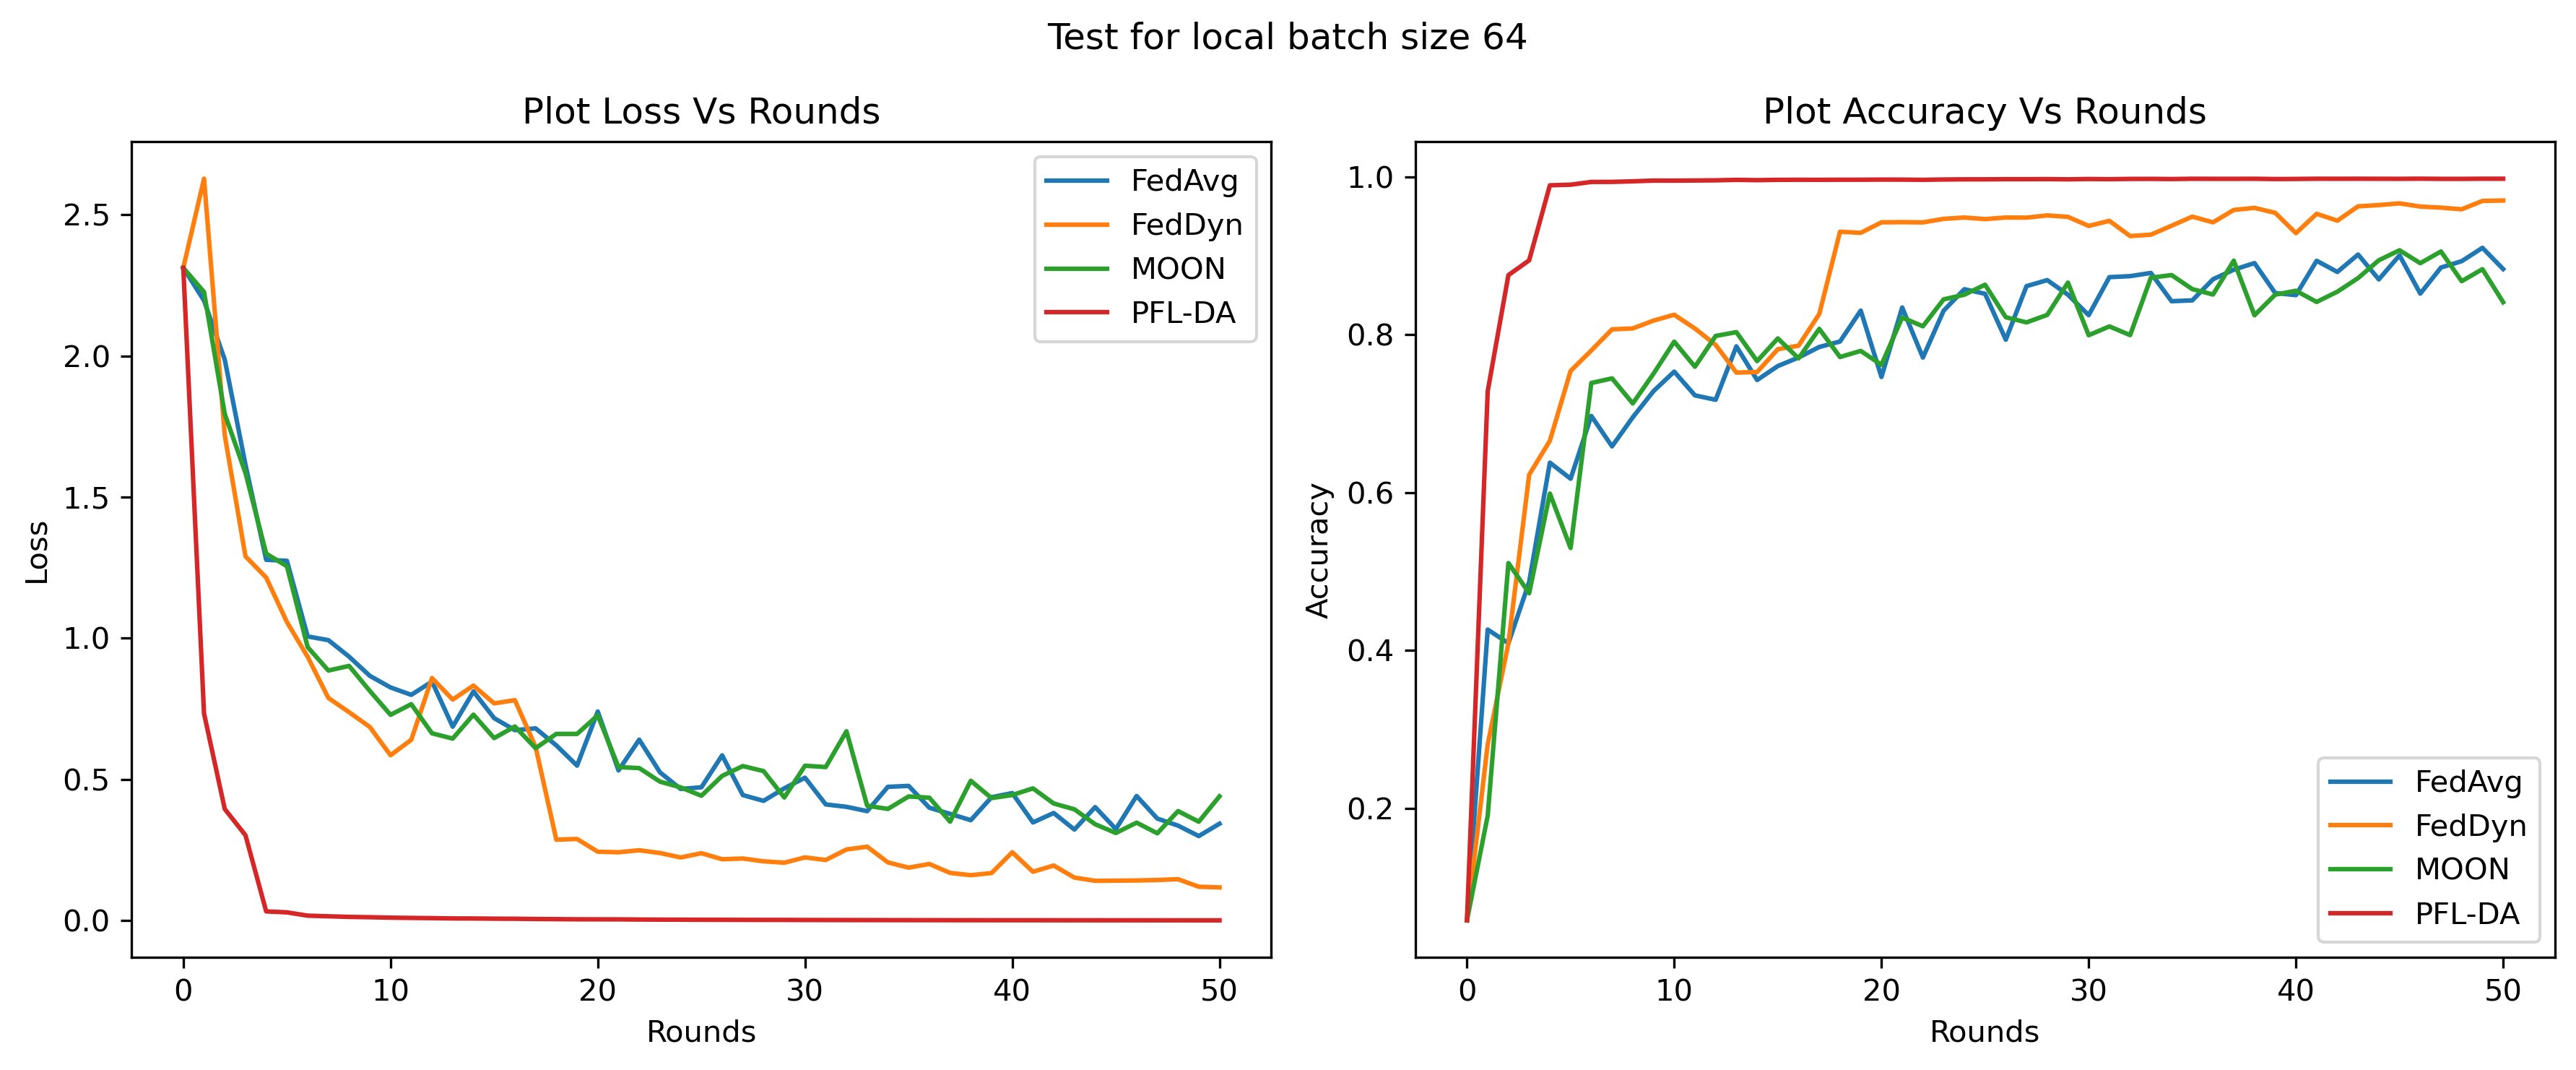 Test for local batch size 64
Plot Loss Vs Rounds
Loss
2.5
2.0
1.5
1.0
0.5
0.0
0 10 20 30 40 50
Rounds
FedAvg
FedDyn
MOON
PFL-DA
Plot Accuracy Vs Rounds
Accuracy
1.0
0.8
0.6
0.4
0.2
0 10 20 30 40 50
Rounds
FedAvg
FedDyn
MOON
PFL-DA